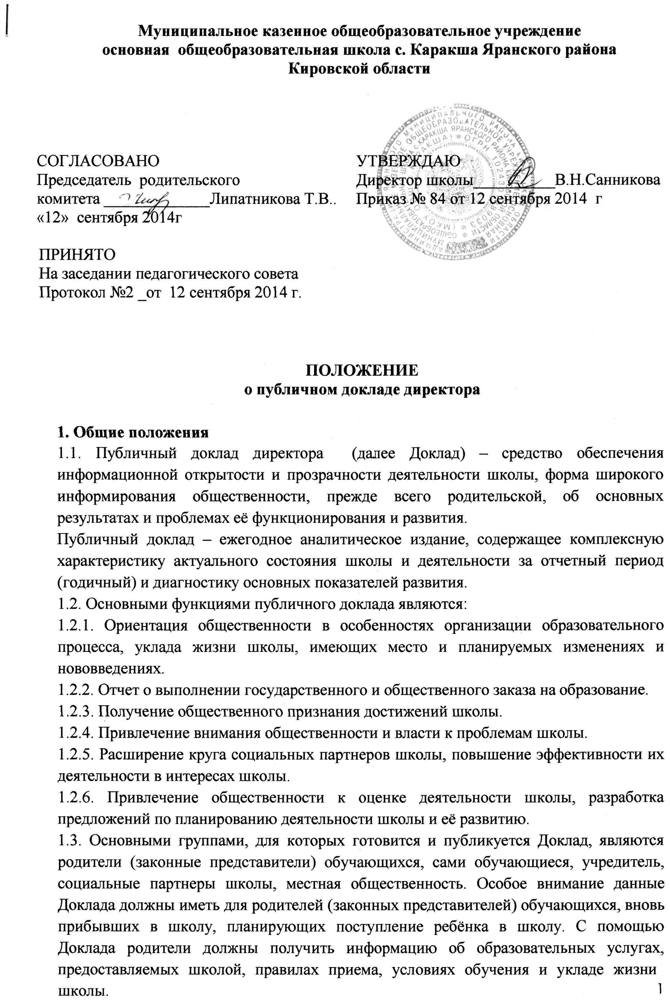 Муниципальное казенное общеобразовательное учреждение
основная общеобразовательная школа с. Каракша Яранского района
Кировской области
СОГЛАСОВАНО
Председатель родительского
комитета _____________Липатникова Т.В..
«12» сентября 2014г
УТВЕРЖДАЮ
Директор школы__________В.Н.Санникова
Приказ № 84 от 12 сентября 2014 г
ПРИНЯТО
На заседании педагогического совета
Протокол №2 _от 12 сентября 2014 г.
ПОЛОЖЕНИЕ
о публичном докладе директора
1. Общие положения
1.1. Публичный доклад директора (далее Доклад) – средство обеспечения
информационной открытости и прозрачности деятельности школы, форма широкого
информирования общественности, прежде всего родительской, об основных
результатах и проблемах её функционирования и развития.
Публичный доклад – ежегодное аналитическое издание, содержащее комплексную
характеристику актуального состояния школы и деятельности за отчетный период
(годичный) и диагностику основных показателей развития.
1.2. Основными функциями публичного доклада являются:
1.2.1. Ориентация общественности в особенностях организации образовательного
процесса, уклада жизни школы, имеющих место и планируемых изменениях и
нововведениях.
1.2.2. Отчет о выполнении государственного и общественного заказа на образование.
1.2.3. Получение общественного признания достижений школы.
1.2.4. Привлечение внимания общественности и власти к проблемам школы.
1.2.5. Расширение круга социальных партнеров школы, повышение эффективности их
деятельности в интересах школы.
1.2.6. Привлечение общественности к оценке деятельности школы, разработка
предложений по планированию деятельности школы и её развитию.
1.3. Основными группами, для которых готовится и публикуется Доклад, являются
родители (законные представители) обучающихся, сами обучающиеся, учредитель,
социальные партнеры школы, местная общественность. Особое внимание данные
Доклада должны иметь для родителей (законных представителей) обучающихся, вновь
прибывших в школу, планирующих поступление ребёнка в школу. С помощью
Доклада родители должны получить информацию об образовательных услугах,
предоставляемых школой, правилах приема, условиях обучения и укладе жизни
школы.
1